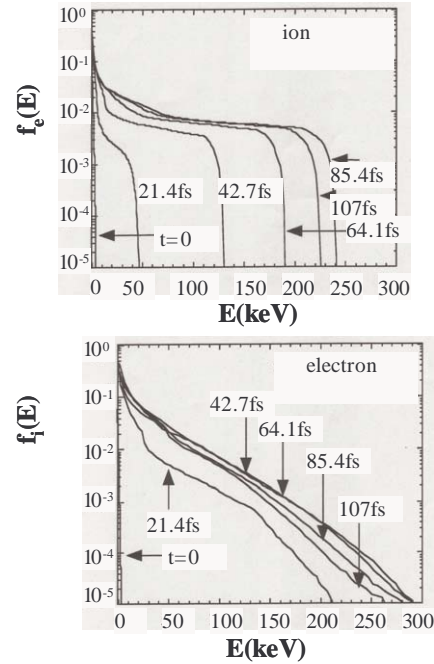 10⁰
ion
10⁻¹
10⁻²
fₑ(E)
10⁻³
85.4fs
21.4fs
42.7fs
107fs
10⁻⁴
t=0
64.1fs
10⁻⁵
0 50 100 150 200 250 300
E(keV)
10⁰
electron
10⁻¹
42.7fs
fᵢ(E)
64.1fs
10⁻²
85.4fs
10⁻³
107fs
21.4fs
10⁻⁴
t=0
10⁻⁵
0 50 100 150 200 250 300
E(keV)